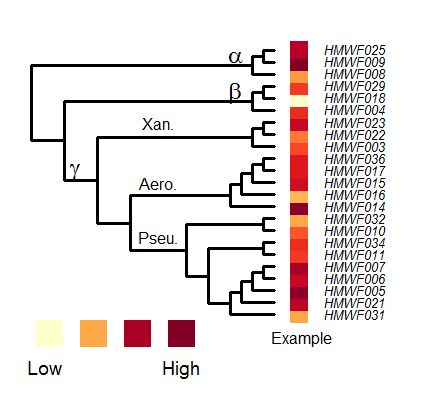 α
β
γ
Xan.
Aero.
Pseu.
HMWF025
HMWF009
HMWF008
HMWF029
HMWF018
HMWF004
HMWF023
HMWF022
HMWF003
HMWF036
HMWF017
HMWF015
HMWF016
HMWF014
HMWF032
HMWF010
HMWF034
HMWF011
HMWF007
HMWF006
HMWF005
HMWF021
HMWF031
Example
Low High